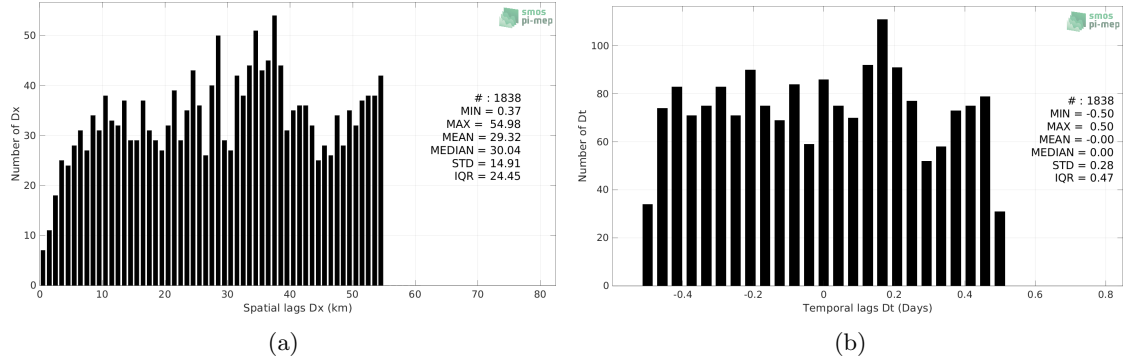 smos
pi-mep
Number of Dx
50
40
30
20
10
0
# : 1838
MIN = 0.37
MAX = 54.98
MEAN = 29.32
MEDIAN = 30.04
STD = 14.91
IQR = 24.45
0 10 20 30 40 50 60 70 80
Spatial lags Dx (km)
(a)
smos
pi-mep
Number of Dt
100
80
60
40
20
0
# : 1838
MIN = -0.50
MAX = 0.50
MEAN = -0.00
MEDIAN = 0.00
STD = 0.28
IQR = 0.47
-0.4 -0.2 0 0.2 0.4 0.6 0.8
Temporal lags Dt (Days)
(b)